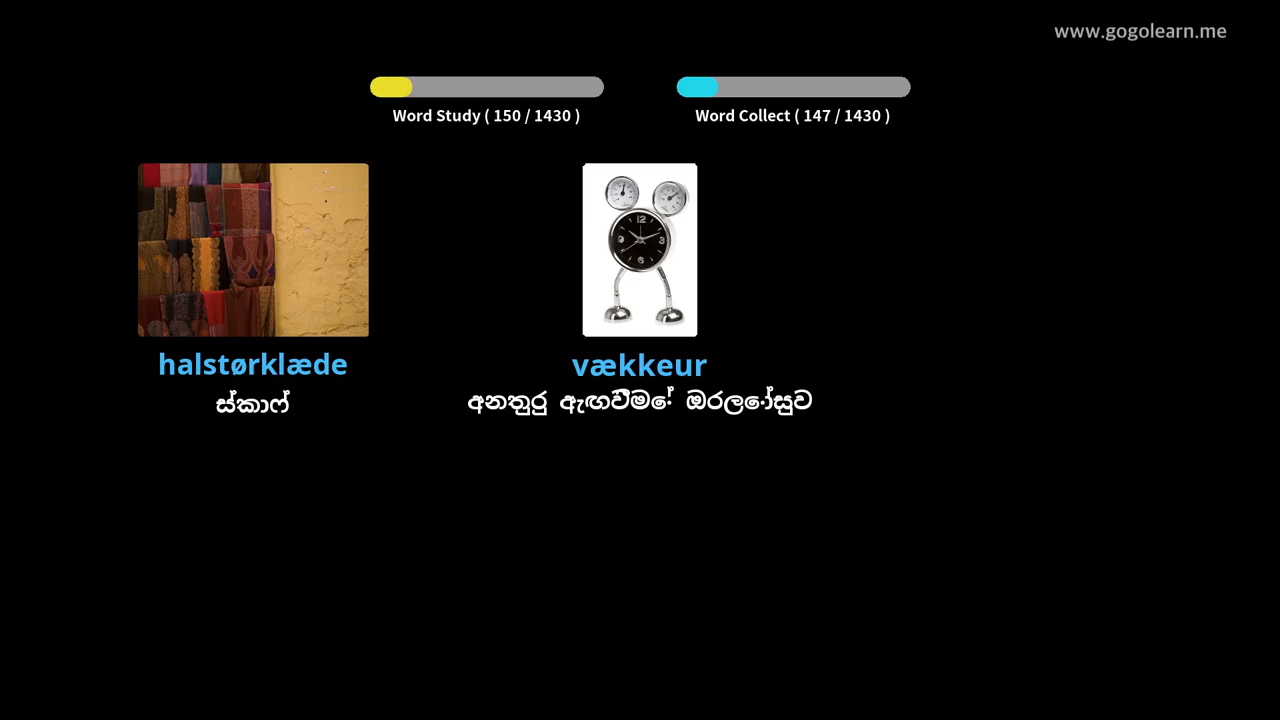 www.gogolearn.me
Word Study ( 150 / 1430 )
Word Collect ( 147 / 1430 )
halstørklæde
ස්කාෆ්
vækkeur
අනතුරු ඇඟවීමේ ඔරලෝසුව